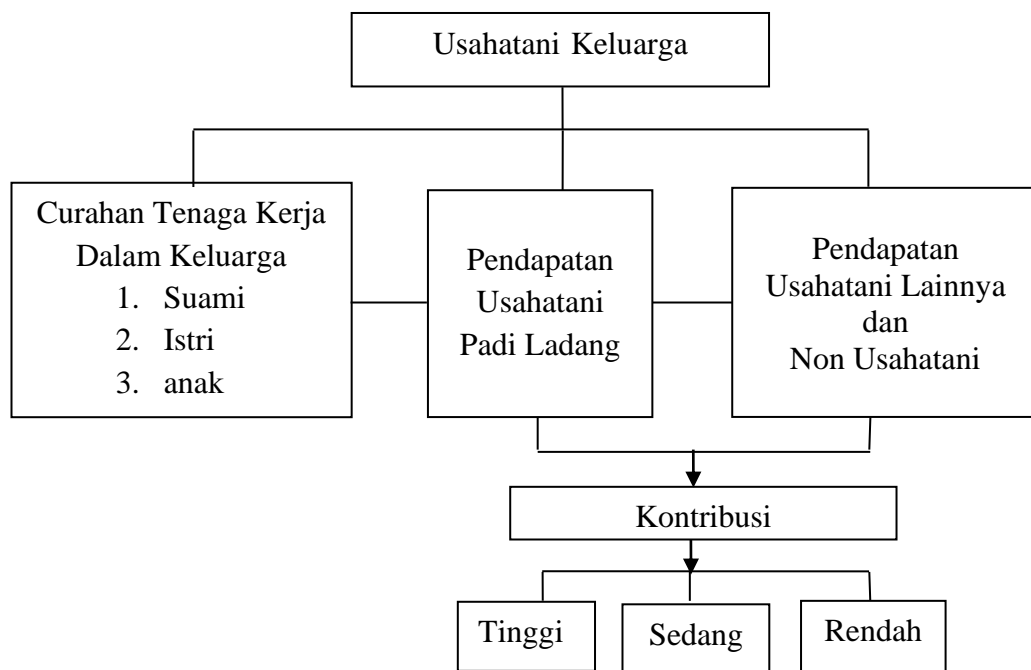 Usahatani Keluarga
Curahan Tenaga Kerja
Dalam Keluarga
1. Suami
2. Istri
3. anak
Pendapatan
Usahatani
Padi Ladang
Pendapatan
Usahatani Lainnya
dan
Non Usahatani
Kontribusi
Tinggi
Sedang
Rendah